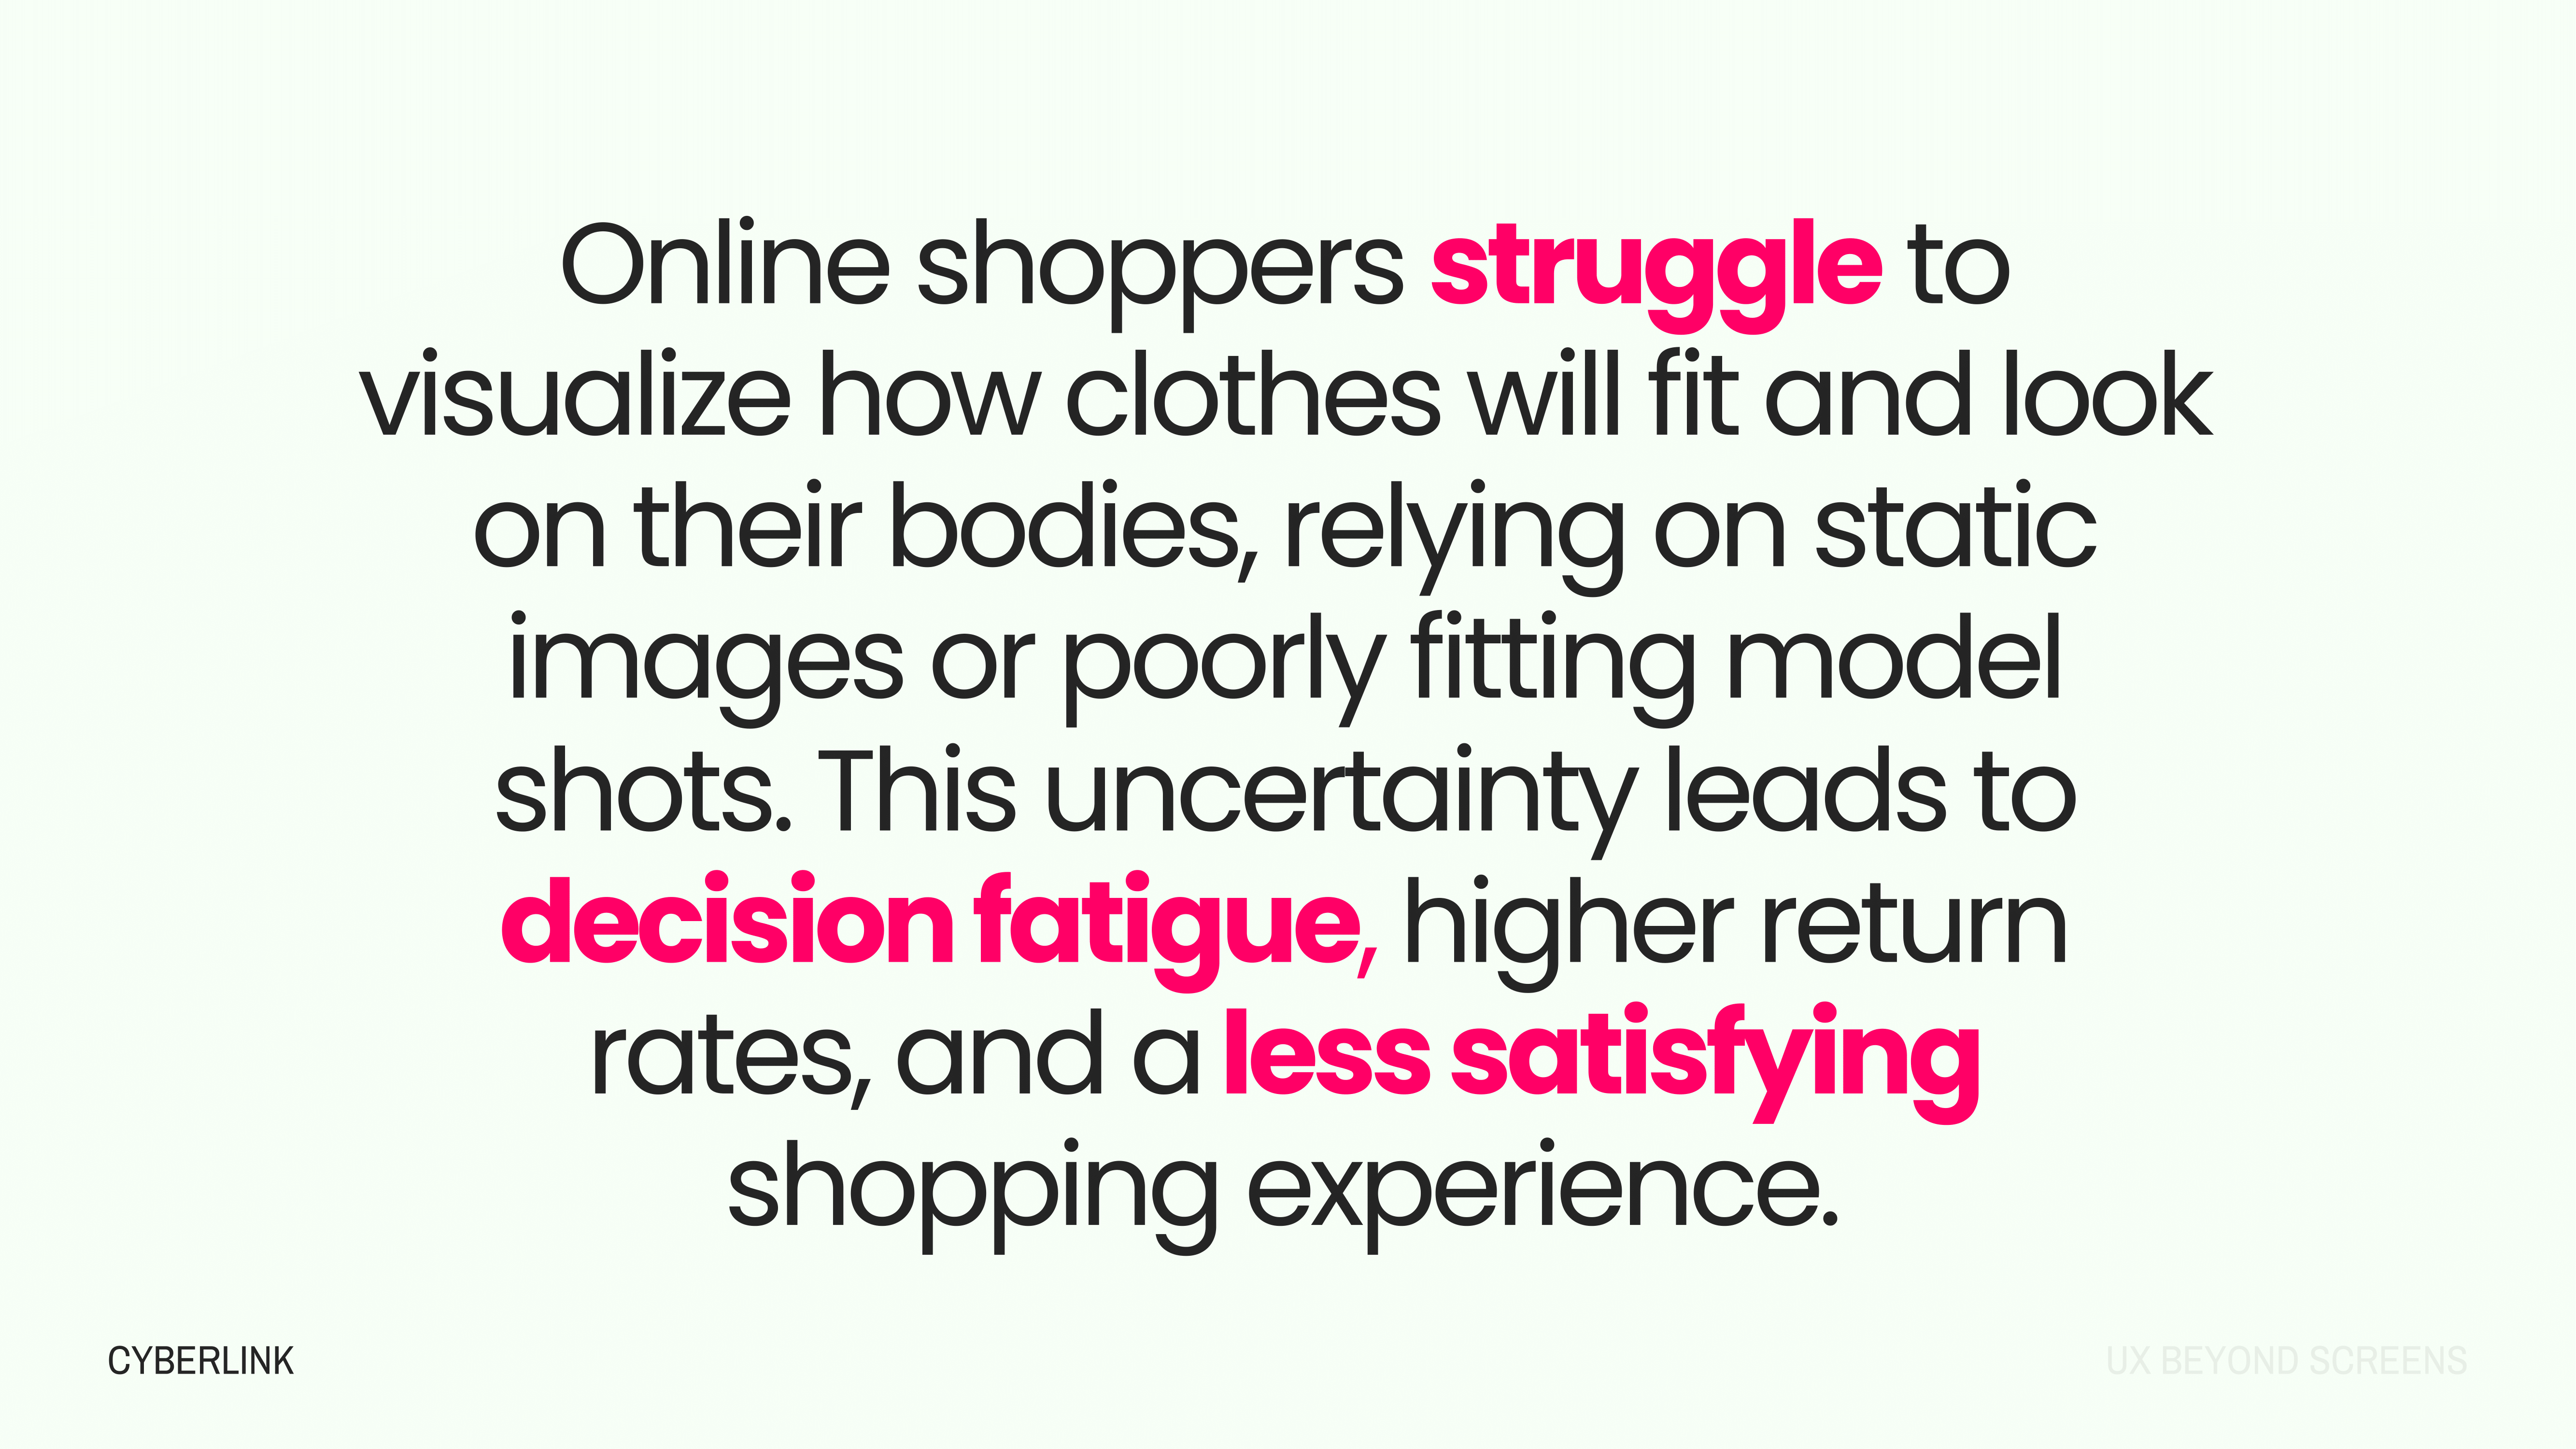 Online shoppers struggle to
visualize how clothes will fit and look
on their bodies, relying on static
images or poorly fitting model
shots. This uncertainty leads to
decision fatigue, higher return
rates, and a less satisfying
shopping experience.
CYBERLINK
UX BEYOND SCREENS